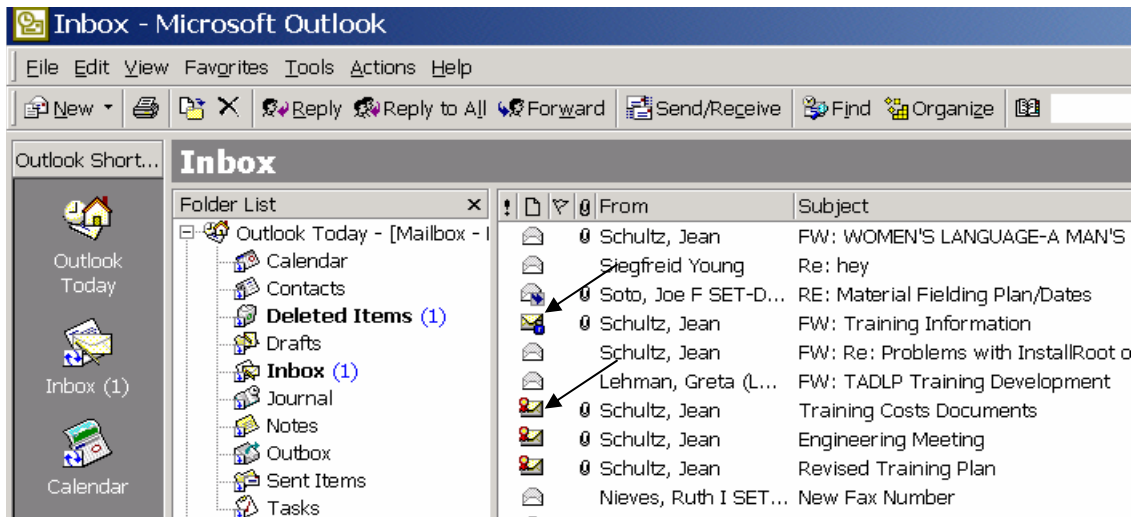 Inbox - Microsoft Outlook
File Edit View Favorites Tools Actions Help
New Reply Reply to All Forward Send/Receive Find Organize
Outlook Short... Inbox
Folder List × ! From Subject
Outlook Today - [Mailbox - Schultz, Jean FW: WOMEN'S LANGUAGE-A MAN'S
Outlook Today
Calendar Siegfreid Young Re: hey
Contacts Soto, Joe F SET-D... RE: Material Fielding Plan/Dates
Deleted Items (1) Schultz, Jean FW: Training Information
Drafts Schultz, Jean FW: Re: Problems with InstallRoot o
Inbox (1)
Inbox (1) Lehman, Greta (L... FW: TADLP Training Development
Journal Schultz, Jean Training Costs Documents
Notes Schultz, Jean Engineering Meeting
Outbox Schultz, Jean Revised Training Plan
Calendar
Sent Items Nieves, Ruth I SET... New Fax Number
Tasks